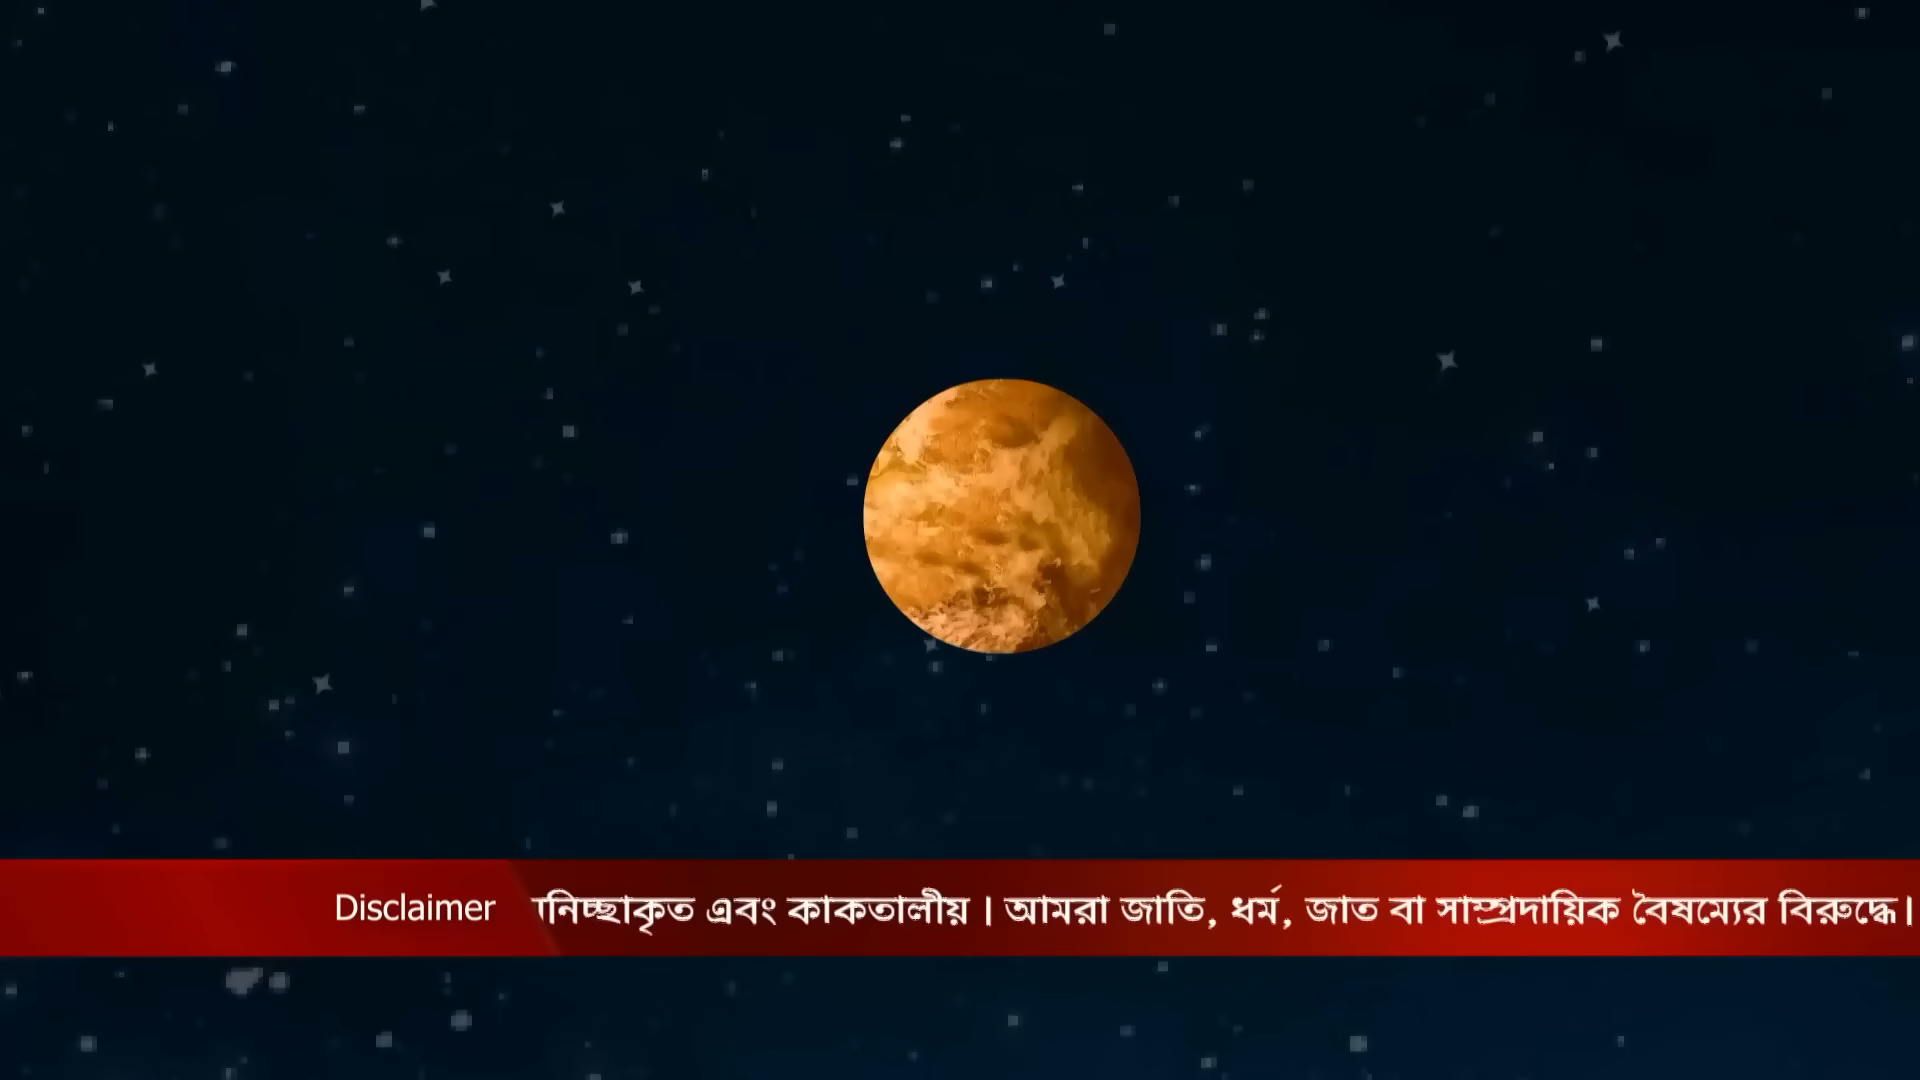 Disclaimer নিচ্ছাকৃত এবং কাকতালীয় । আমরা জাতি, ধর্ম, জাত বা সাম্প্রদায়িক বৈষম্যের বিরুদ্ধে।